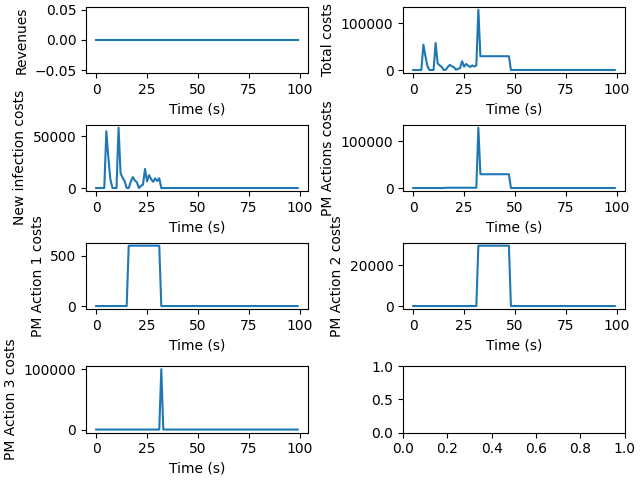 Revenues
0.05
0.00
−0.05
0 25 50 75 100
Time (s)
Total costs
100000
0
0 25 50 75 100
Time (s)
New infection costs
50000
0
0 25 50 75 100
Time (s)
PM Actions costs
100000
0
0 25 50 75 100
Time (s)
PM Action 1 costs
500
0
0 25 50 75 100
Time (s)
PM Action 2 costs
20000
0
0 25 50 75 100
Time (s)
PM Action 3 costs
100000
0
0 25 50 75 100
Time (s)
1.0
0.5
0.0
0.0 0.2 0.4 0.6 0.8 1.0